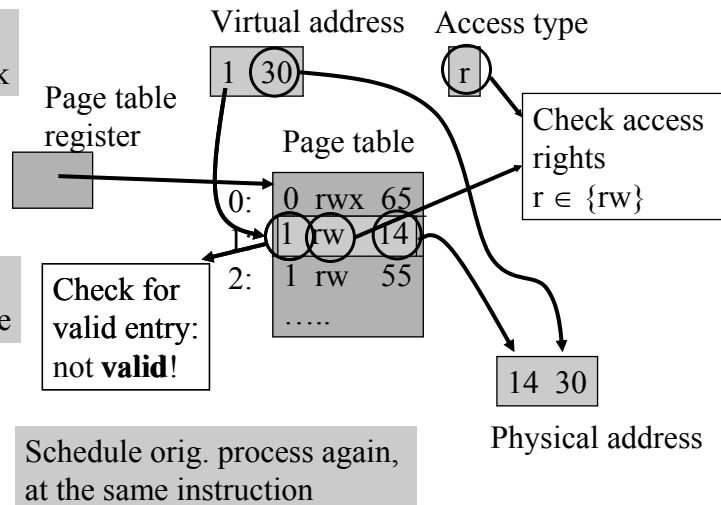 Virtual address
Access type
k
1 30
r
Page table
register
Page table
Check access
rights
r ∈ {rw}
0: 0 rwx 65
1: 1 rw 14
2: 1 rw 55
…..
Check for
valid entry:
not valid!
e
14 30
Physical address
Schedule orig. process again,
at the same instruction